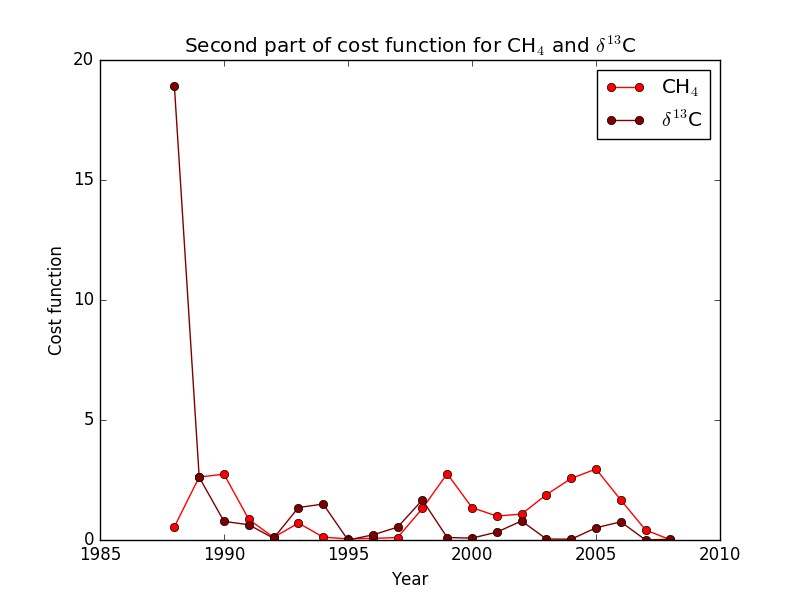 Second part of cost function for CH₄ and δ¹³C
CH₄
δ¹³C
20
15
10
5
0
Cost function
1985 1990 1995 2000 2005 2010
Year